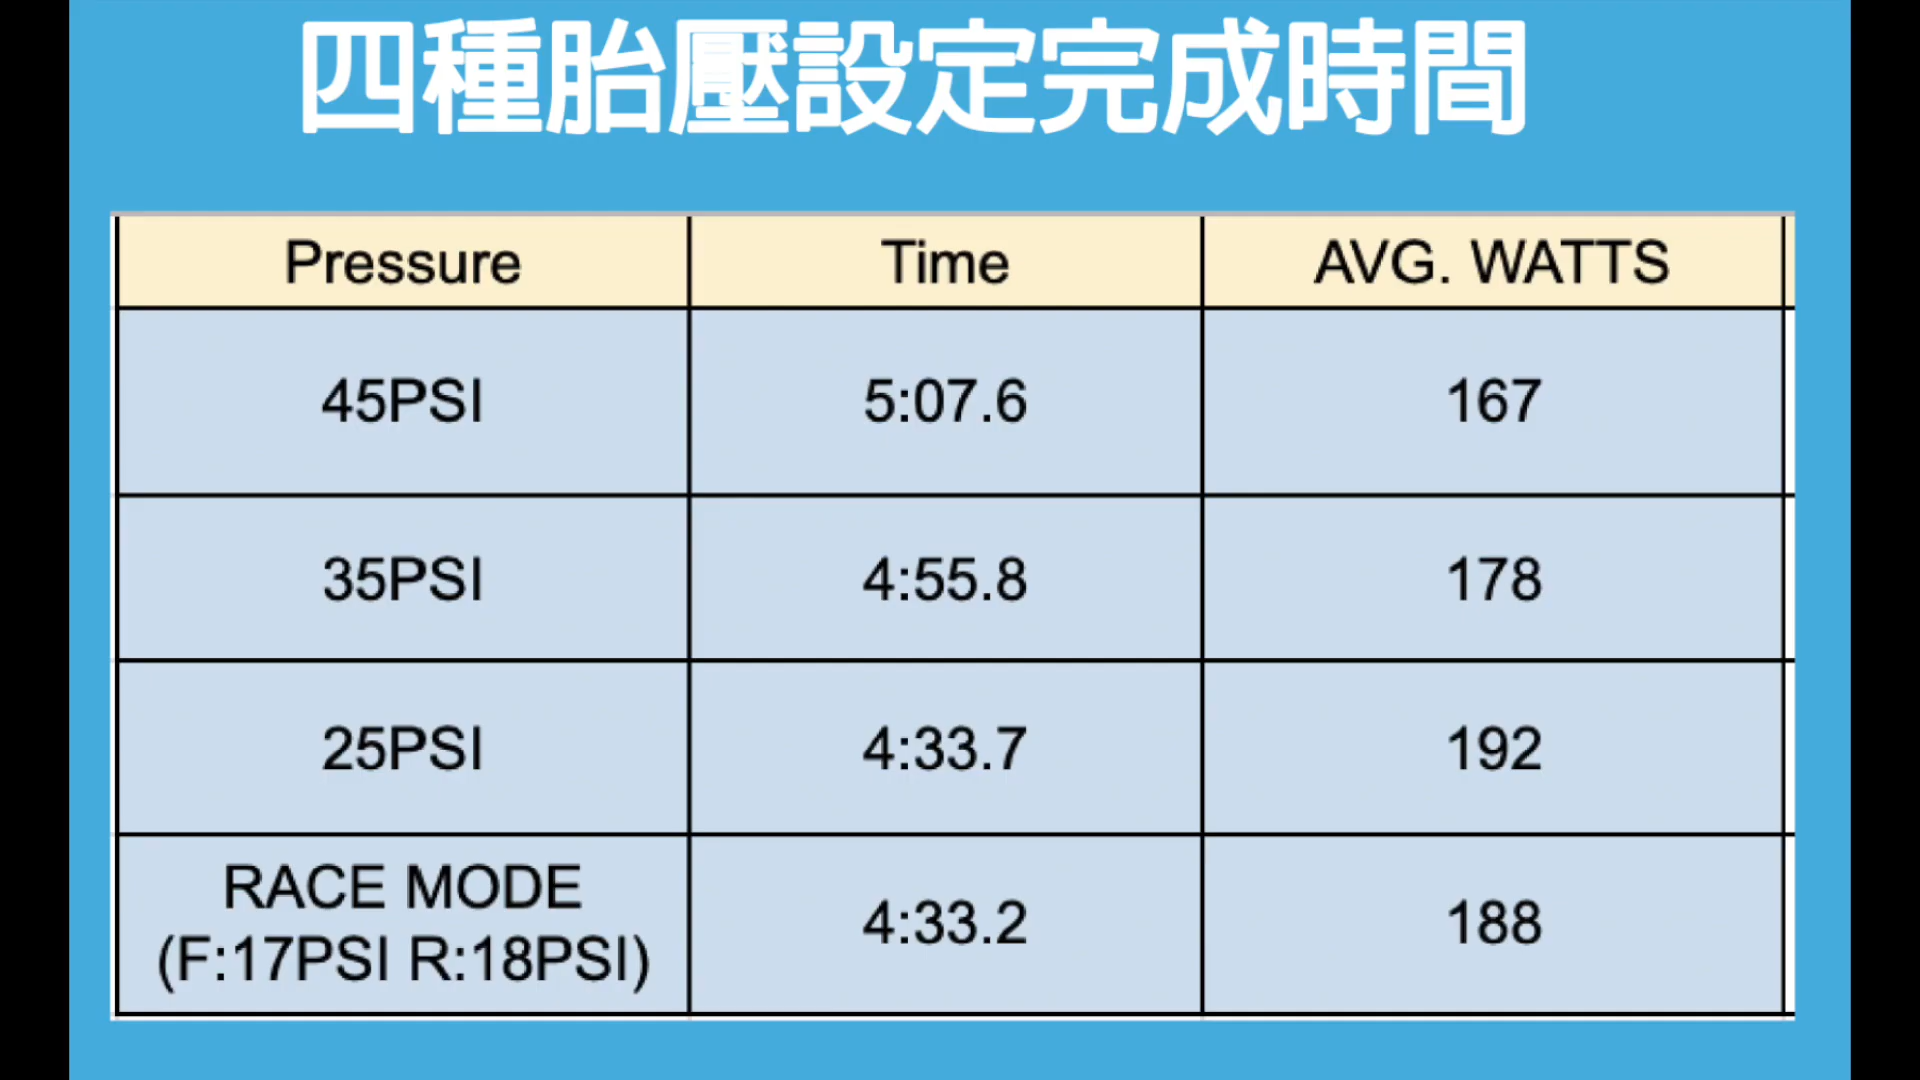 四種胎壓設定完成時間
Pressure Time AVG. WATTS
45PSI 5:07.6 167
35PSI 4:55.8 178
25PSI 4:33.7 192
RACE MODE
(F:17PSI R:18PSI) 4:33.2 188